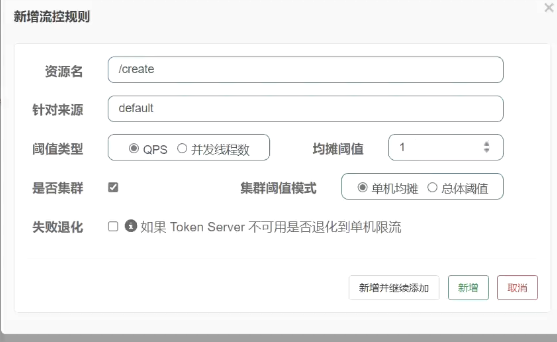 新增流控规则
资源名 /create
针对来源 default
阈值类型 QPS 并发线程数 均摊阈值 1
是否集群 集群阈值模式 单机均摊 总体阈值
失败退化 如果 Token Server 不可用是否退化到单机限流
新增并继续添加 新增 取消